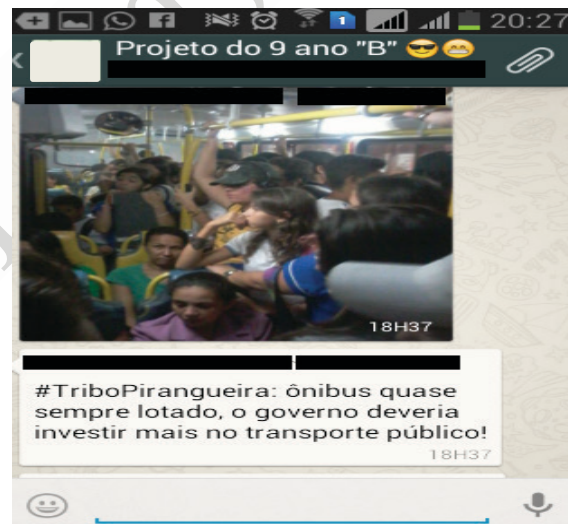 1
20:27
Projeto do 9 ano "B" 😎😁
18H37
#TriboPirangueira: ônibus quase
sempre lotado, o governo deveria
investir mais no transporte público!
18H37